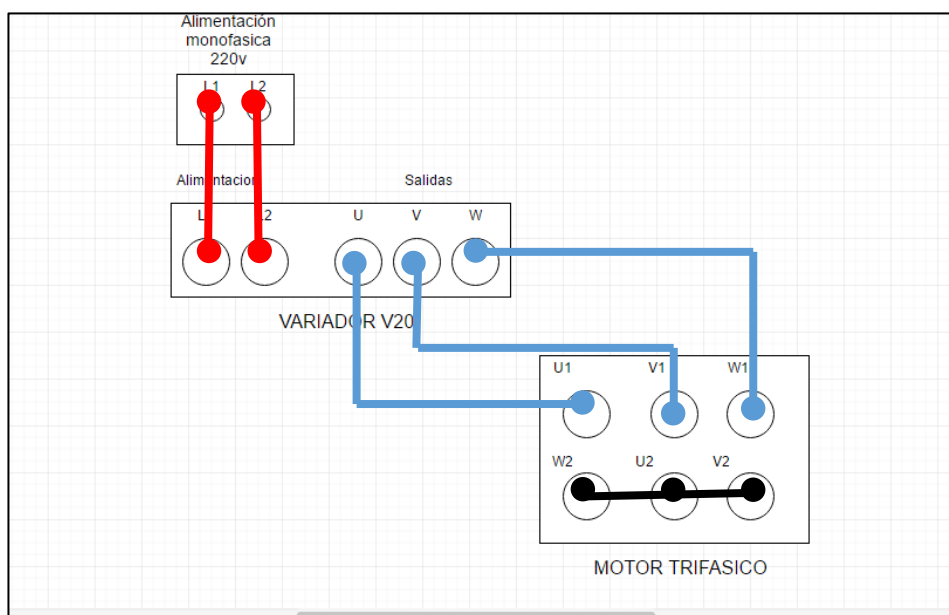 Alimentación
monofasica
220v
L1 L2
Alimentacion Salidas
L2 U V W
VARIADOR V20
U1 V1 W1
W2 U2 V2
MOTOR TRIFASICO